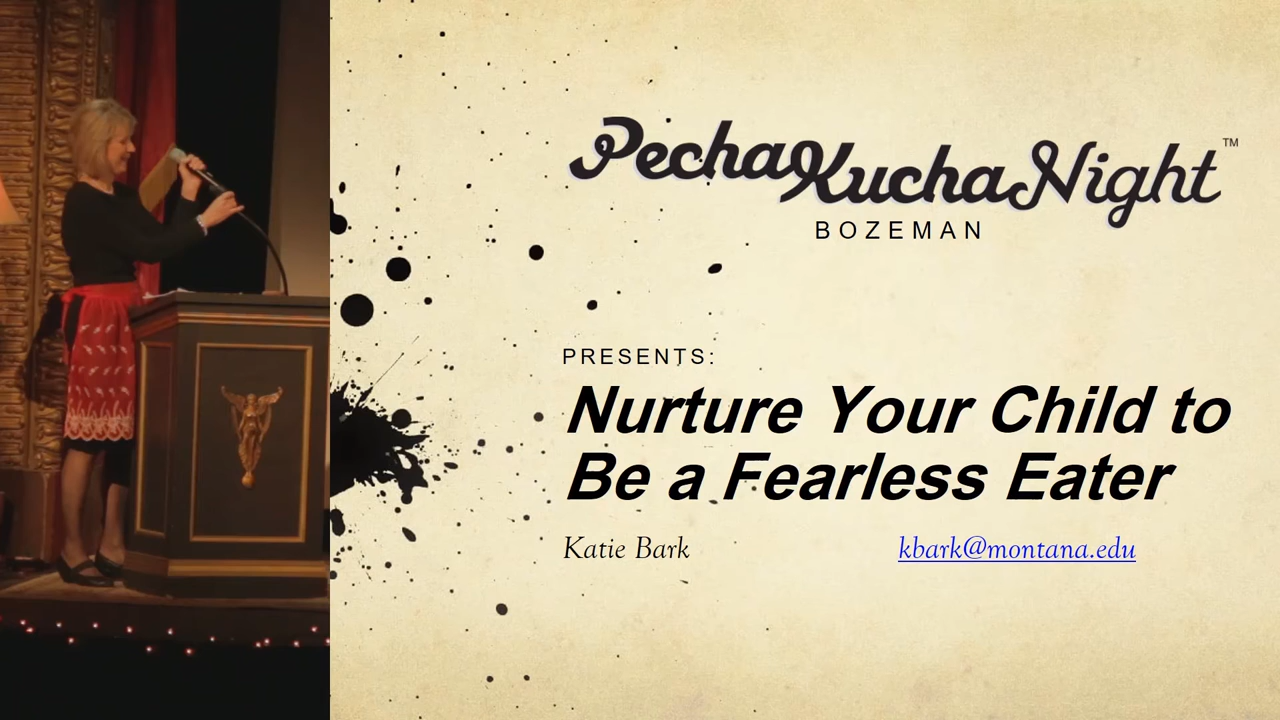 PechaKuchaNight™
BOZEMAN
PRESENTS:
Nurture Your Child to
Be a Fearless Eater
Katie Bark kbark@montana.edu